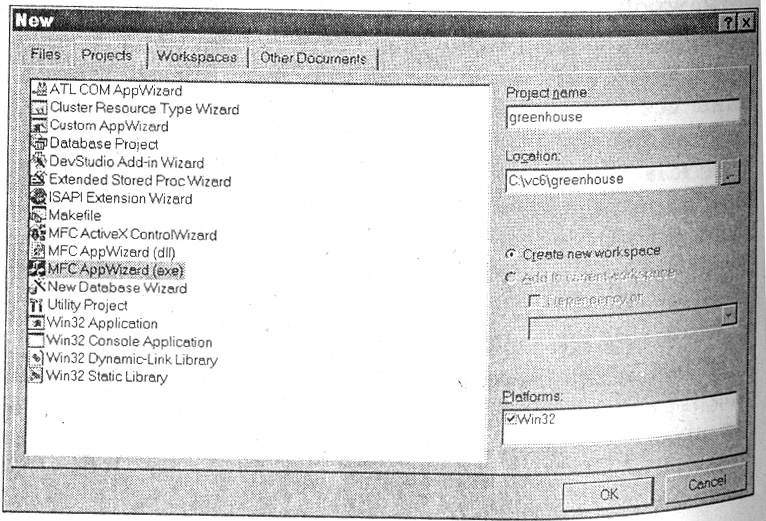 New
Files Projects Workspaces Other Documents
ATL COM AppWizard
Cluster Resource Type Wizard
Custom AppWizard
Database Project
DevStudio Add-in Wizard
Extended Stored Proc Wizard
ISAPI Extension Wizard
Makefile
MFC ActiveX ControlWizard
MFC AppWizard (dll)
MFC AppWizard (exe)
New Database Wizard
Utility Project
Win32 Application
Win32 Console Application
Win32 Dynamic-Link Library
Win32 Static Library
Project name
greenhouse
Location:
C:\vc6\greenhouse
...
Create new workspace
Add to current workspace
Dependency of:
Platforms:
Win32
OK Cancel